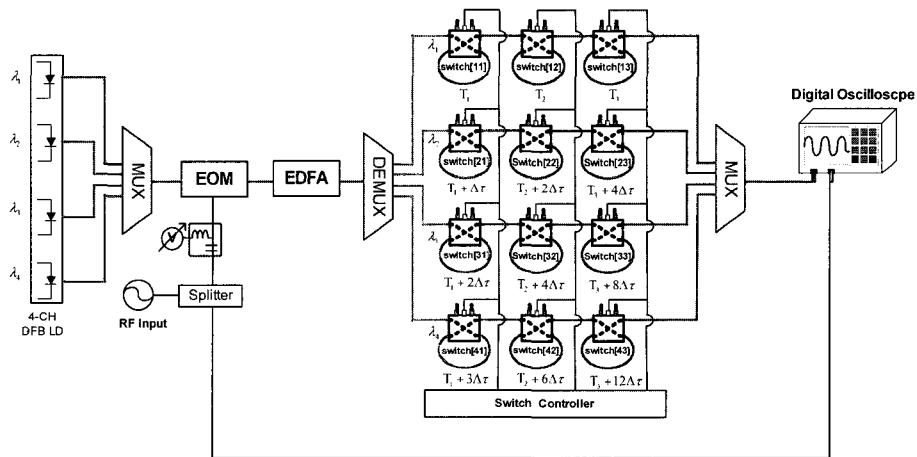 λ1
λ2
λ3
λ4
4-CH
DFB LD
MUX
EOM
EDFA
DEMUX
A
Splitter
RF Input
λ1
switch[11]
switch[12]
switch[13]
T1
T2
T3
λ2
switch[21]
Switch[22]
switch[23]
T1 + Δτ
T2 + 2Δτ
T3 + 4Δτ
λ3
switch[31]
Switch[32]
switch[33]
T1 + 2Δτ
T2 + 4Δτ
T3 + 8Δτ
λ4
switch[41]
switch[42]
switch[43]
T1 + 3Δτ
T2 + 6Δτ
T3 + 12Δτ
Switch Controller
MUX
Digital Oscilloscpe